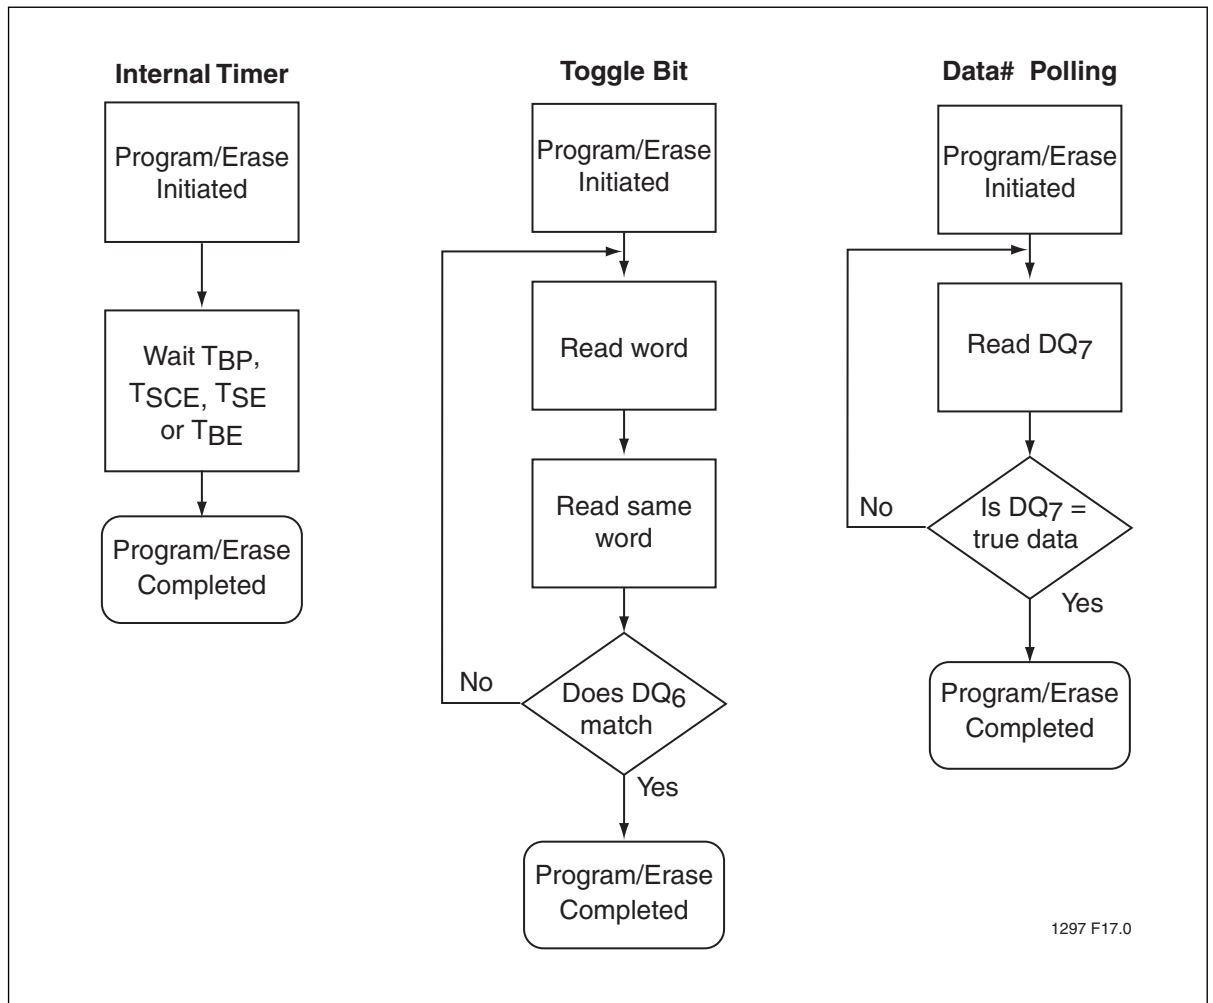 Internal Timer
Program/Erase
Initiated
Wait TBP,
TSCE, TSE
or TBE
Program/Erase
Completed
Toggle Bit
Program/Erase
Initiated
Read word
Read same
word
No
Does DQ6
match
Yes
Program/Erase
Completed
Data# Polling
Program/Erase
Initiated
Read DQ7
No
Is DQ7 =
true data
Yes
Program/Erase
Completed
1297 F17.0